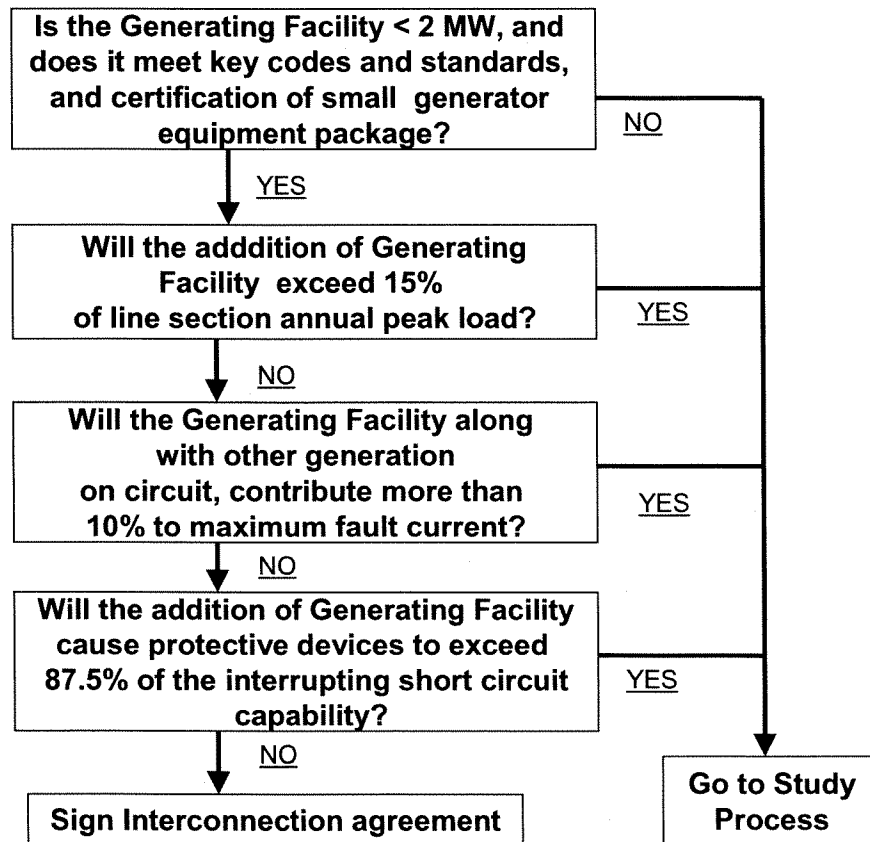 Is the Generating Facility < 2 MW, and
does it meet key codes and standards,
and certification of small generator
equipment package?
NO
YES
Will the adddition of Generating
Facility exceed 15%
of line section annual peak load?
YES
NO
Will the Generating Facility along
with other generation
on circuit, contribute more than
10% to maximum fault current?
YES
NO
Will the addition of Generating Facility
cause protective devices to exceed
87.5% of the interrupting short circuit
capability?
YES
NO
Sign Interconnection agreement
Go to Study
Process